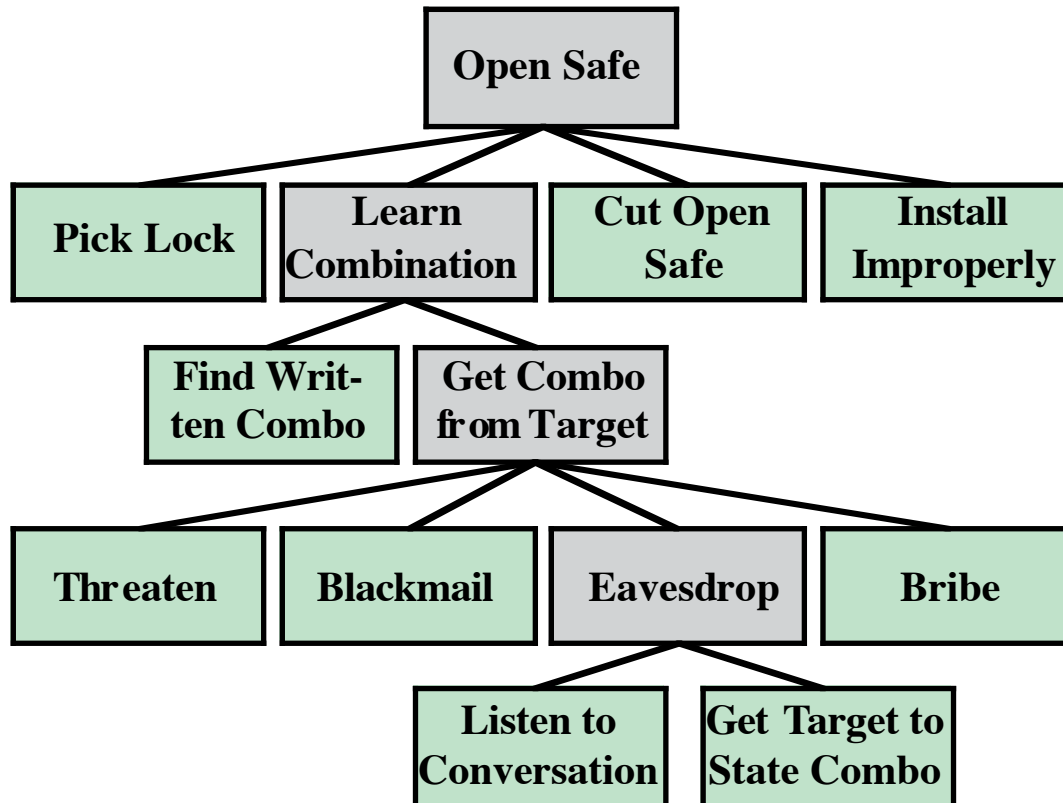 Open Safe
Pick Lock
Learn
Combination
Cut Open
Safe
Install
Improperly
Find Writ-
ten Combo
Get Combo
from Target
Threaten
Blackmail
Eavesdrop
Bribe
Listen to
Conversation
Get Target to
State Combo